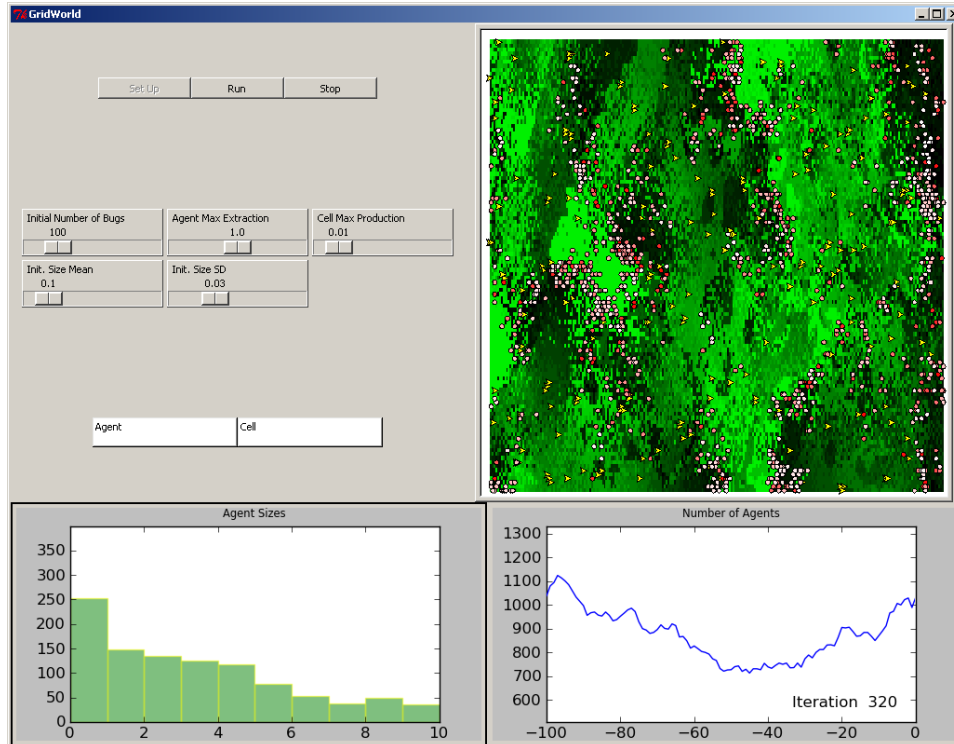 GridWorld
Set Up Run Stop
Initial Number of Bugs Agent Max Extraction Cell Max Production
100 1.0 0.01
Init. Size Mean Init. Size SD
0.1 0.03
Agent Cell
Agent Sizes
350
300
250
200
150
100
50
0
0 2 4 6 8 10
Number of Agents
1300
1200
1100
1000
900
800
700
600
Iteration 320
−100 −80 −60 −40 −20 0